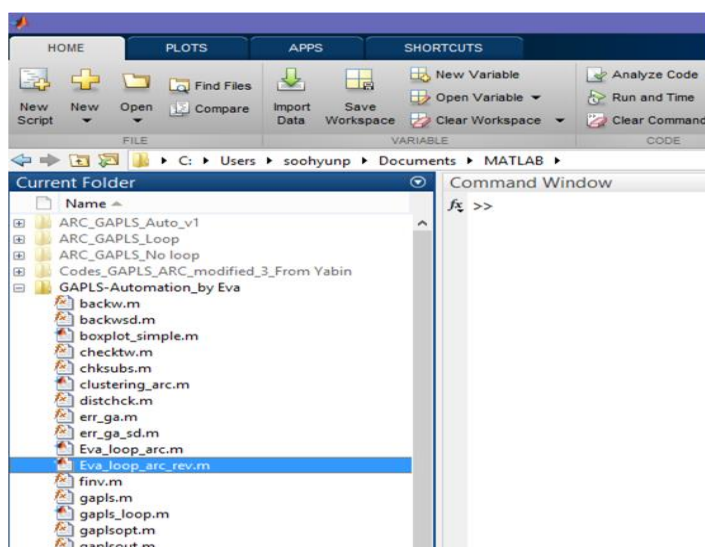 HOME PLOTS APPS SHORTCUTS
New Script
New
Open
Find Files
Compare
Import Data
Save Workspace
New Variable
Open Variable
Clear Workspace
Analyze Code
Run and Time
Clear Command
FILE VARIABLE CODE
C: Users soohyunp Documents MATLAB
Current Folder
Name
ARC_GAPLS_Auto_v1
ARC_GAPLS_Loop
ARC_GAPLS_No loop
Codes_GAPLS_ARC_modified_3_From Yabin
GAPLS-Automation_by Eva
backw.m
backwsd.m
boxplot_simple.m
checktw.m
chksubs.m
clustering_arc.m
distchck.m
err_ga.m
err_ga_sd.m
Eva_loop_arc.m
Eva_loop_arc_rev.m
finv.m
gapls.m
gapls_loop.m
gaplsopt.m
gaplsout.m
Command Window
fx >>